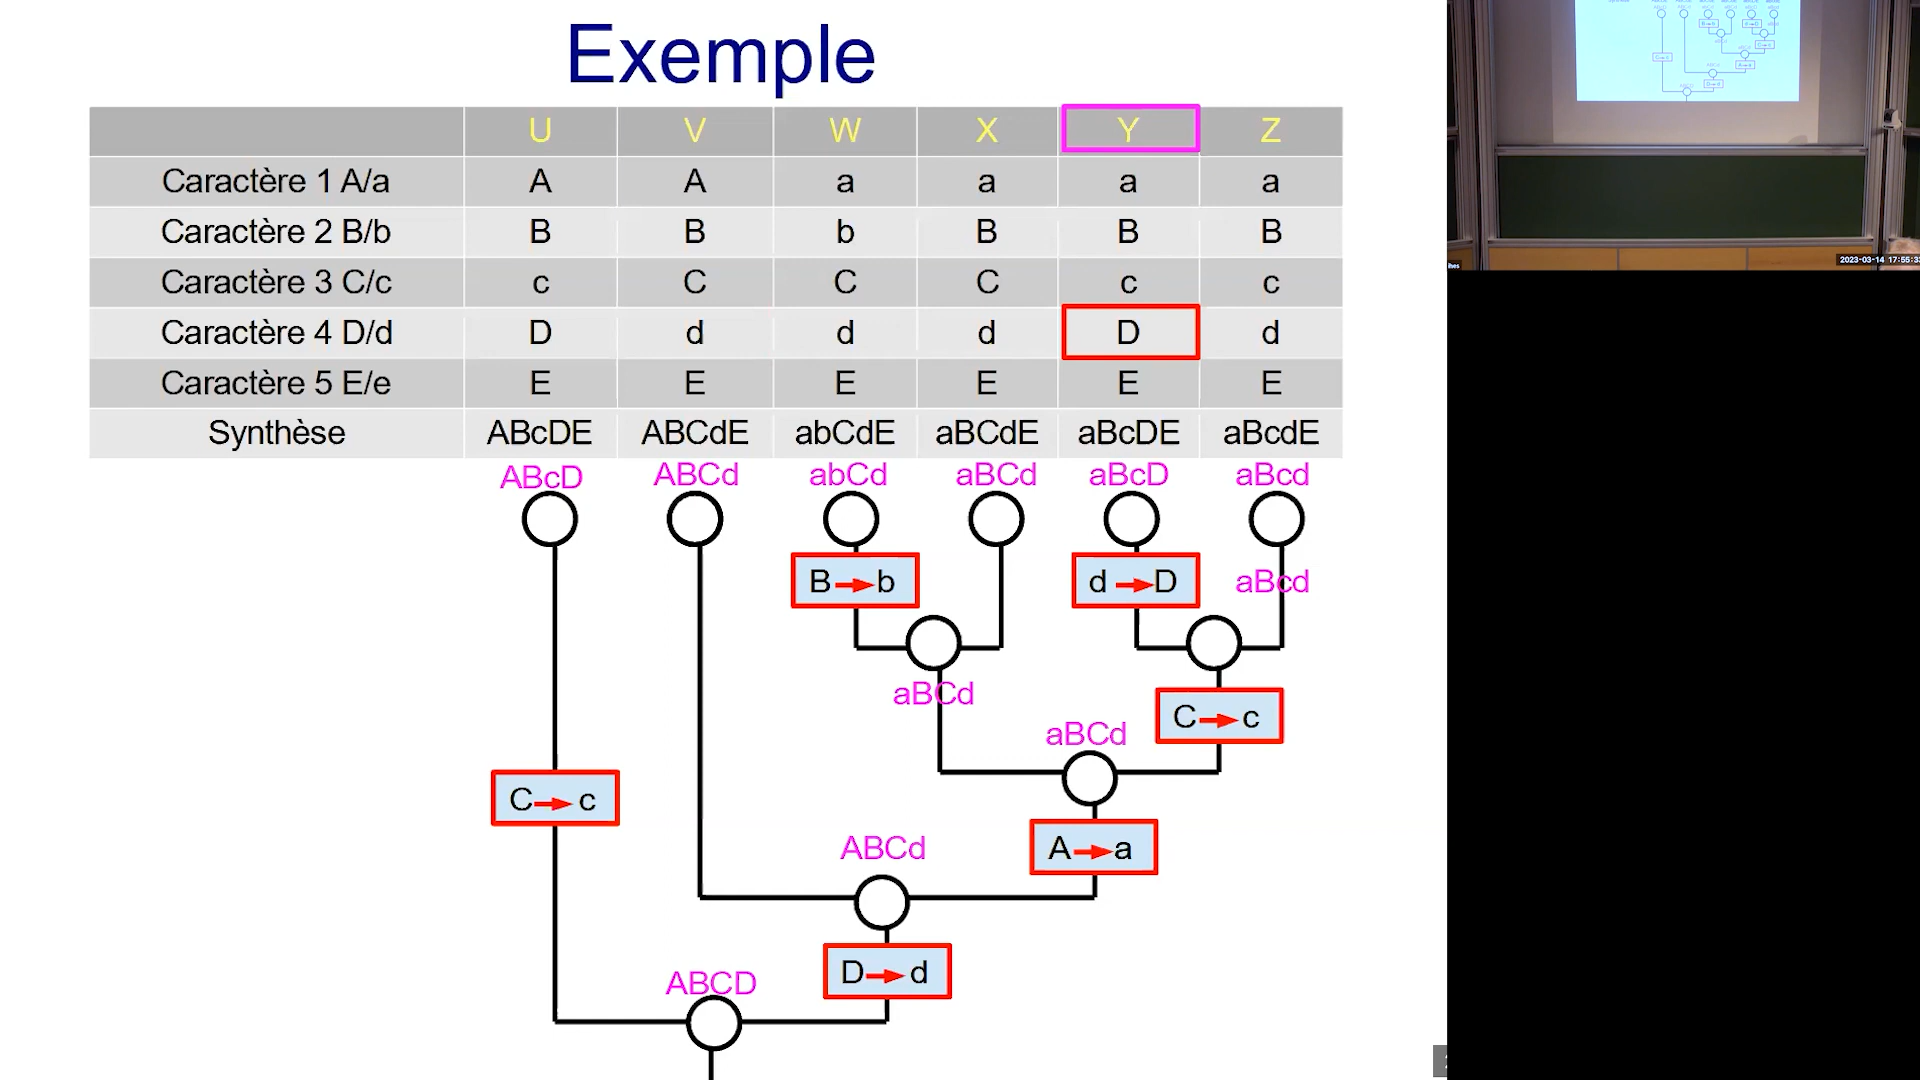 Exemple
U V W X Y Z
Caractère 1 A/a A A a a a a
Caractère 2 B/b B B b B B B
Caractère 3 C/c c C C C c c
Caractère 4 D/d D d d d D d
Caractère 5 E/e E E E E E E
Synthèse ABcDE ABCdE abCdE aBCdE aBcDE aBcdE
ABcD ABCd abCd aBCd aBcD aBcd
B → b d → D aBcd
aBCd
C → c
aBCd
C → c
ABCd
A → a
D → d
ABCD
2023-03-14 17:55:3